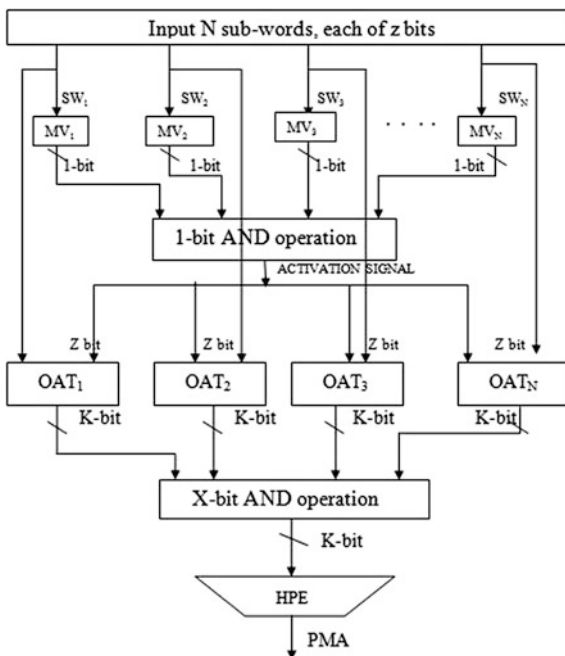 Input N sub-words, each of z bits
SW₁ SW₂ SW₃ SWN
MV₁ MV₂ MV₃ . . . . . MVN
1-bit 1-bit 1-bit 1-bit
1-bit AND operation
ACTIVATION SIGNAL
Z bit Z bit Z bit Z bit
OAT₁ OAT₂ OAT₃ OATN
K-bit K-bit K-bit K-bit
X-bit AND operation
K-bit
HPE
PMA